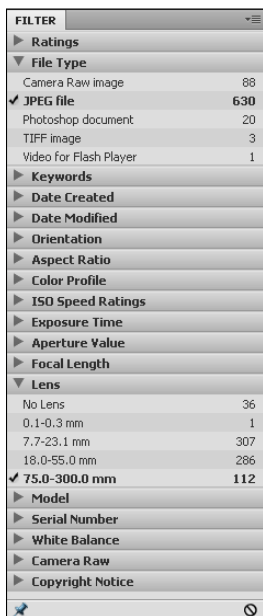 FILTER
Ratings
File Type
Camera Raw image 88
JPEG file 630
Photoshop document 20
TIFF image 3
Video for Flash Player 1
Keywords
Date Created
Date Modified
Orientation
Aspect Ratio
Color Profile
ISO Speed Ratings
Exposure Time
Aperture Value
Focal Length
Lens
No Lens 36
0.1-0.3 mm 1
7.7-23.1 mm 307
18.0-55.0 mm 286
75.0-300.0 mm 112
Model
Serial Number
White Balance
Camera Raw
Copyright Notice